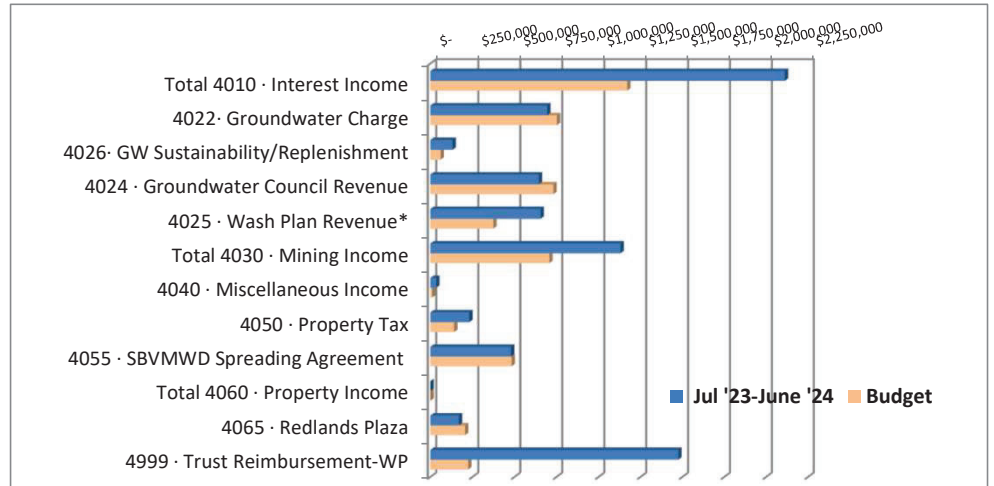 $-
$250,000
$500,000
$750,000
$1,000,000
$1,250,000
$1,500,000
$1,750,000
$2,000,000
$2,250,000
Total 4010 · Interest Income
4022· Groundwater Charge
4026· GW Sustainability/Replenishment
4024 · Groundwater Council Revenue
4025 · Wash Plan Revenue*
Total 4030 · Mining Income
4040 · Miscellaneous Income
4050 · Property Tax
4055 · SBVMWD Spreading Agreement
Total 4060 · Property Income
Jul '23-June '24 Budget
4065 · Redlands Plaza
4999 · Trust Reimbursement-WP